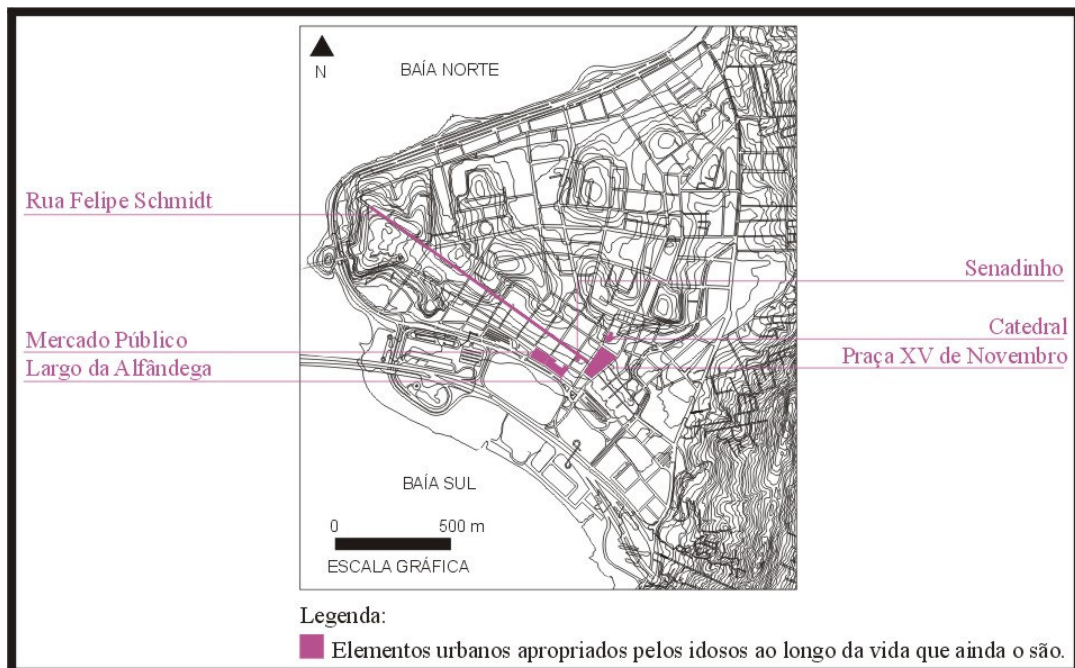 N
BAÍA NORTE
Rua Felipe Schmidt
Senadinho
Mercado Público
Catedral
Largo da Alfândega
Praça XV de Novembro
BAÍA SUL
0 500 m
ESCALA GRÁFICA
Legenda:
Elementos urbanos apropriados pelos idosos ao longo da vida que ainda o são.